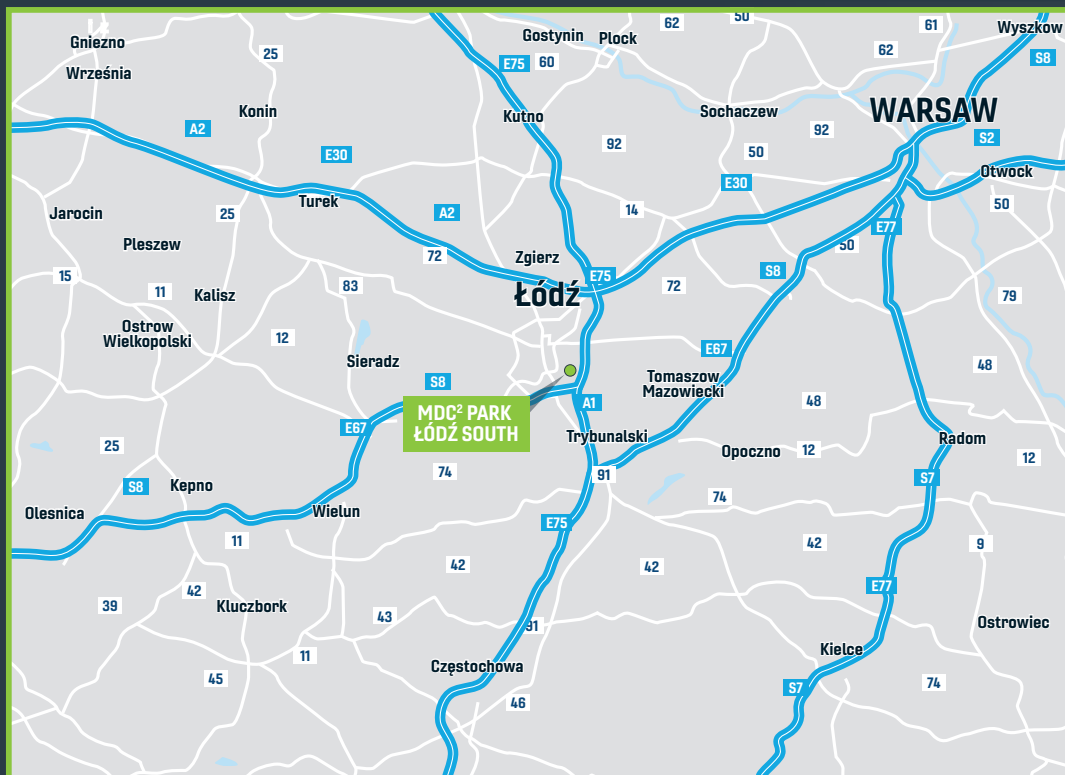 50
62
61
Wyszkow
Gostynin
Plock
Gniezno
62
25
S8
E75
60
Września
Konin
Sochaczew
WARSAW
Kutno
A2
92
S2
92
E30
50
Otwock
E30
Turek
50
Jarocin
25
A2
14
E77
Pleszew
50
72
Zgierz
15
E75
S8
11
Kalisz
83
72
79
Łódź
Ostrow
Wielkopolski
12
E67
Sieradz
48
S8
Tomaszow
Mazowiecki
MDC² PARK
ŁÓDŹ SOUTH
A1
48
E67
Trybunalski
Radom
25
Opoczno
12
12
74
91
S7
S8
Kepno
74
Olesnica
Wielun
E75
11
42
9
42
42
E77
42
39
Kluczbork
43
Ostrowiec
91
11
Kielce
Częstochowa
45
74
S7
46